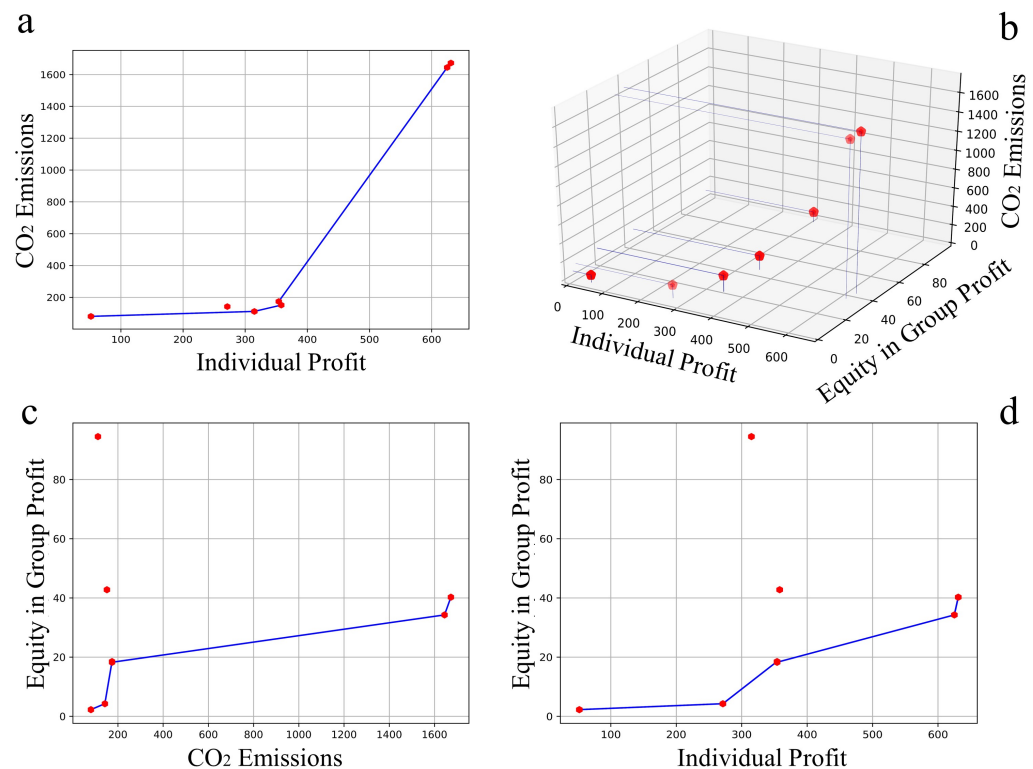 a
1600
1400
1200
1000
800
600
400
200
100 200 300 400 500 600
CO2 Emissions
Individual Profit
b
1600
1400
1200
1000
800
600
400
200
0
CO2 Emissions
0 100 200 300 400 500 600
Individual Profit
0 20 40 60 80
Equity in Group Profit
c
80
60
40
20
0
200 400 600 800 1000 1200 1400 1600
Equity in Group Profit
CO2 Emissions
d
80
60
40
20
0
100 200 300 400 500 600
Equity in Group Profit
Individual Profit